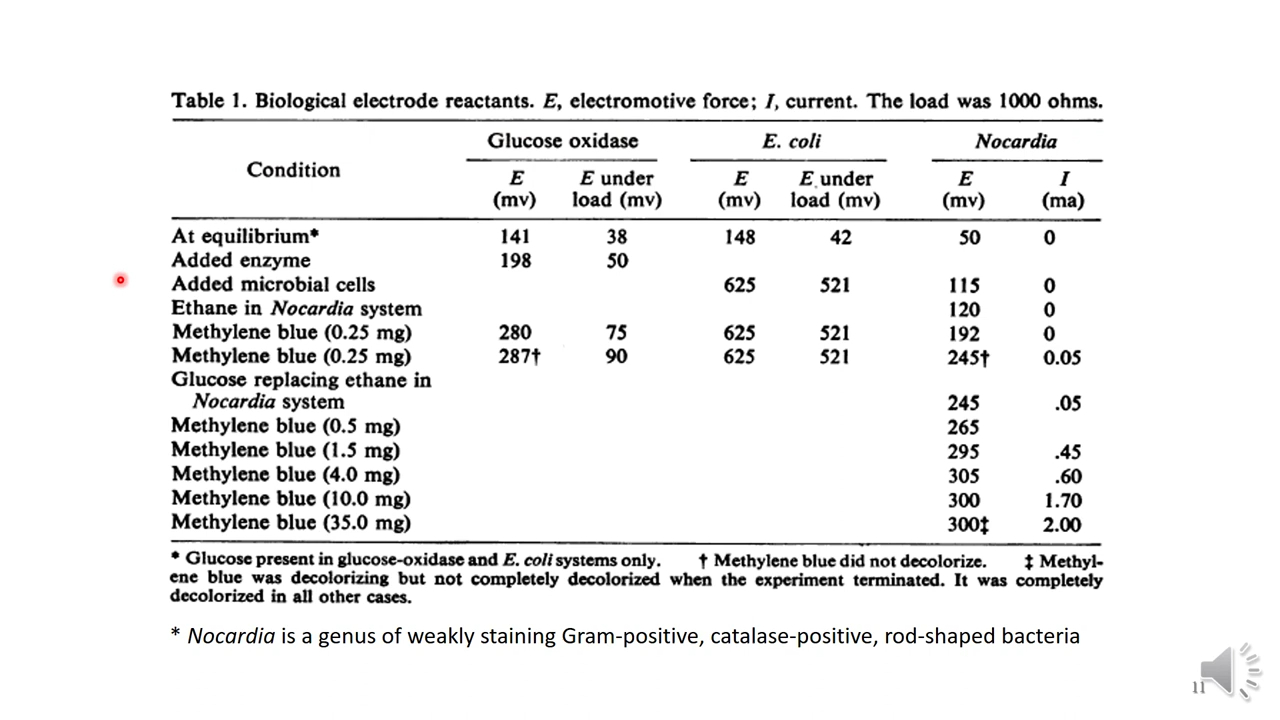 Table 1. Biological electrode reactants. E, electromotive force; I, current. The load was 1000 ohms.
Condition Glucose oxidase E. coli Nocardia
E (mv) E under load (mv) E (mv) E under load (mv) E (mv) I (ma)
At equilibrium* 141 38 148 42 50 0
Added enzyme 198 50
Added microbial cells 625 521 115 0
Ethane in Nocardia system 120 0
Methylene blue (0.25 mg) 280 75 625 521 192 0
Methylene blue (0.25 mg) 287† 90 625 521 245† 0.05
Glucose replacing ethane in
Nocardia system 245 .05
Methylene blue (0.5 mg) 265
Methylene blue (1.5 mg) 295 .45
Methylene blue (4.0 mg) 305 .60
Methylene blue (10.0 mg) 300 1.70
Methylene blue (35.0 mg) 300‡ 2.00
* Glucose present in glucose-oxidase and E. coli systems only. † Methylene blue did not decolorize. ‡ Methyl-
ene blue was decolorizing but not completely decolorized when the experiment terminated. It was completely
decolorized in all other cases.
* Nocardia is a genus of weakly staining Gram-positive, catalase-positive, rod-shaped bacteria
11